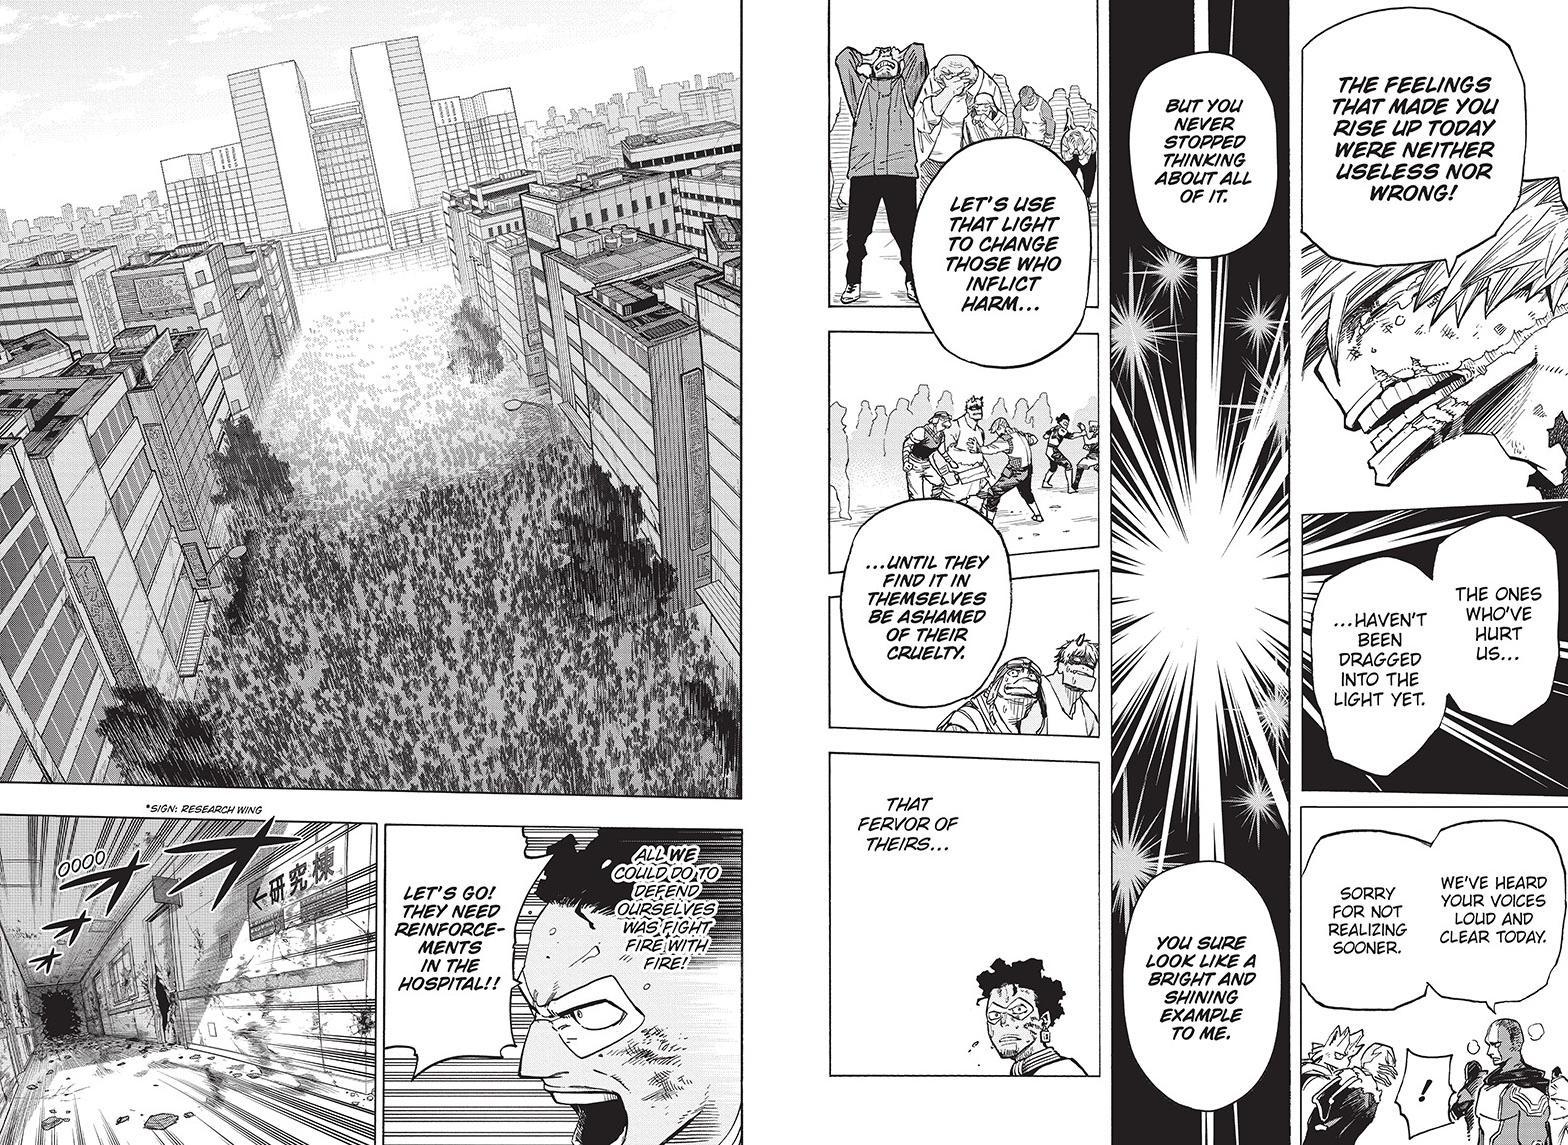 THE FEELINGS
THAT MADE YOU
RISE UP TODAY
WERE NEITHER
USELESS NOR
WRONG!
THE ONES
WHO'VE
HURT
US...
...HAVEN'T
BEEN
DRAGGED
INTO THE
LIGHT YET.
WE'VE HEARD
YOUR VOICES
LOUD AND
CLEAR TODAY.
SORRY
FOR NOT
REALIZING
SOONER.
!
BUT YOU
NEVER
STOPPED
THINKING
ABOUT ALL
OF IT.
YOU SURE
LOOK LIKE A
BRIGHT AND
SHINING
EXAMPLE
TO ME.
LET'S USE
THAT LIGHT
TO CHANGE
THOSE WHO
INFLICT
HARM...
...UNTIL THEY
FIND IT IN
THEMSELVES
BE ASHAMED
OF THEIR
CRUELTY.
THAT
FERVOR OF
THEIRS...
ALL WE
COULD DO TO
DEFEND
OURSELVES
WAS FIGHT
FIRE WITH
FIRE!
LET'S GO!
THEY NEED
REINFORCE-
MENTS
IN THE
HOSPITAL!!
*SIGN: RESEARCH WING
OOOO
←研究棟